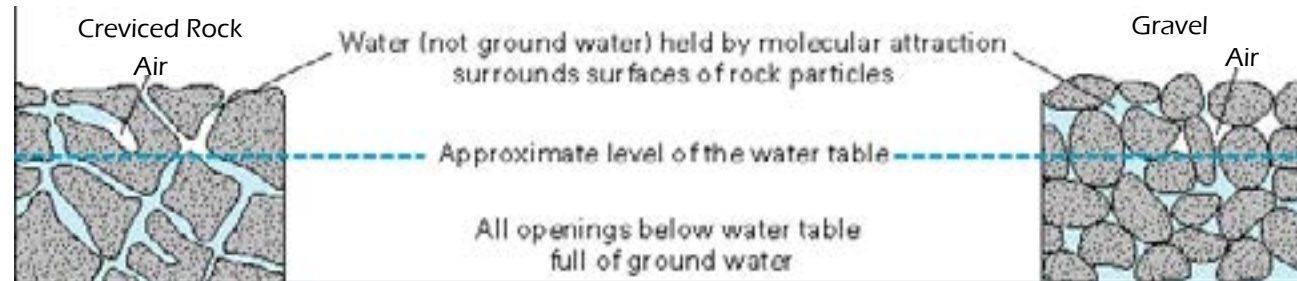 Creviced Rock
Air
Water (not ground water) held by molecular attraction
surrounds surfaces of rock particles
Gravel
Air
Approximate level of the water table
All openings below water table
full of ground water